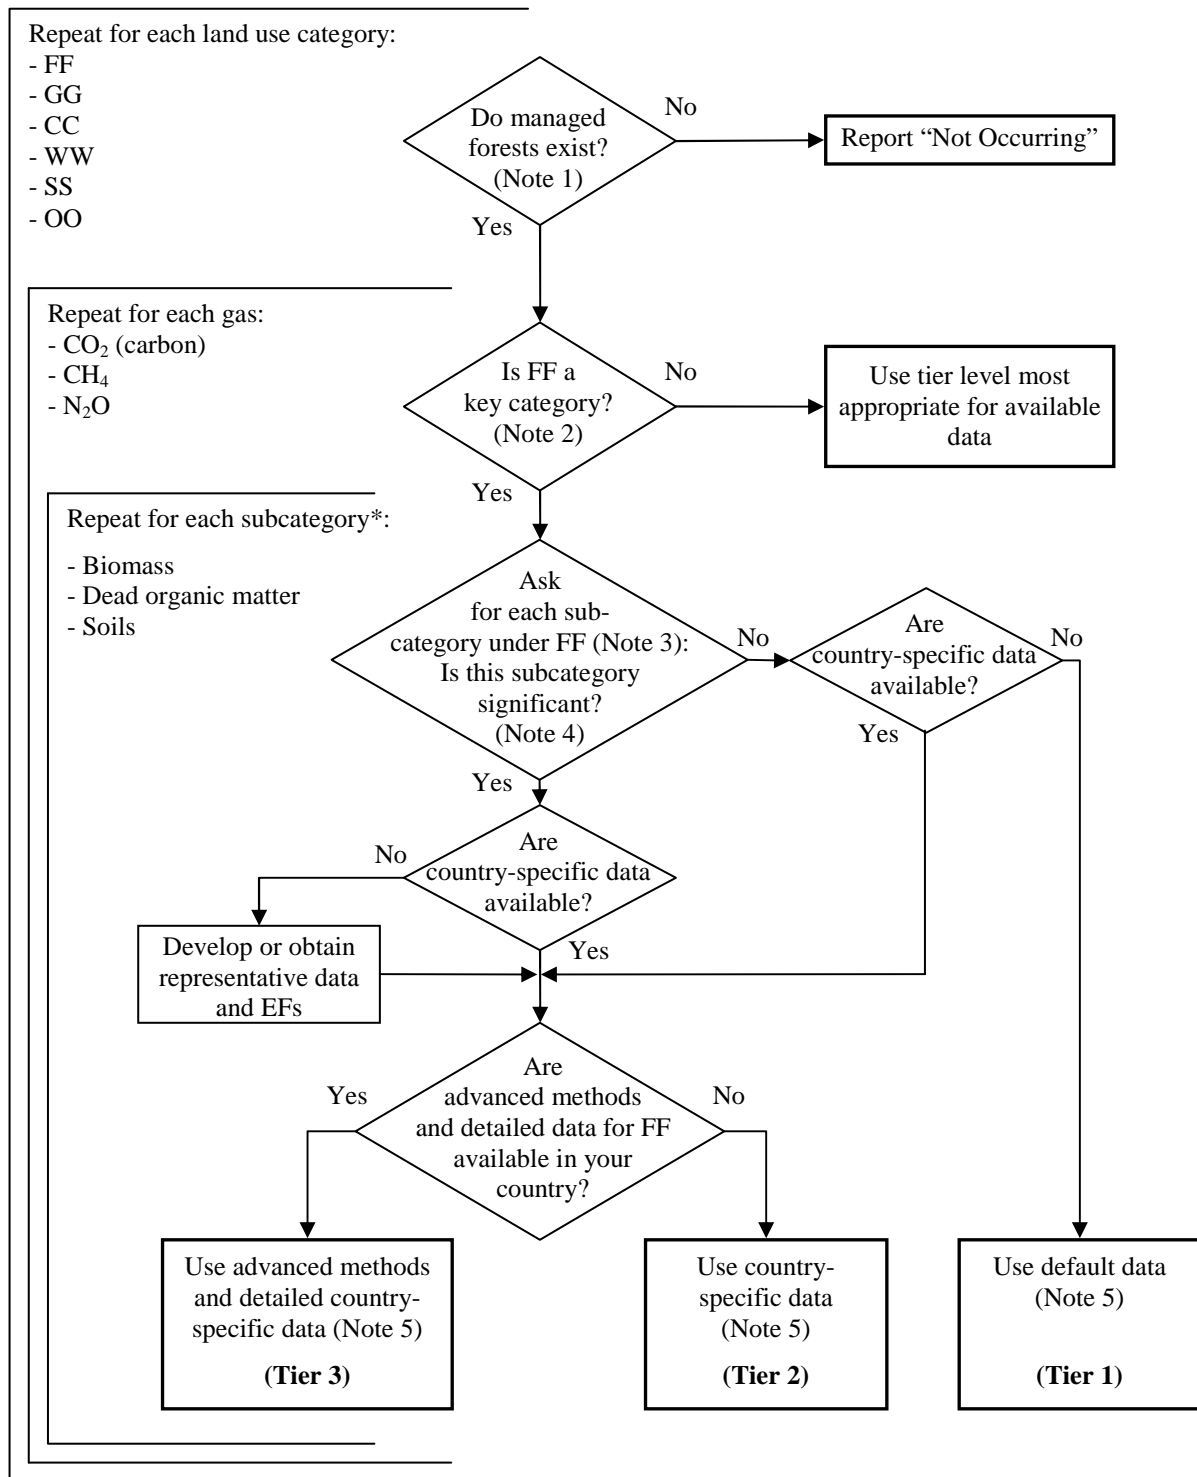 Repeat for each land use category:
- FF
- GG
- CC
- WW
- SS
- OO
Do managed
forests exist?
(Note 1)
No
Report “Not Occurring”
Yes
Repeat for each gas:
- CO₂ (carbon)
- CH₄
- N₂O
Is FF a
key category?
(Note 2)
No
Use tier level most
appropriate for available
data
Yes
Repeat for each subcategory*:
- Biomass
- Dead organic matter
- Soils
Ask
for each sub-
category under FF (Note 3):
Is this subcategory
significant?
(Note 4)
No
Are
country-specific data
available?
No
Yes
Yes
Are
country-specific data
available?
No
Yes
Develop or obtain
representative data
and EFs
Are
advanced methods
and detailed data for FF
available in your
country?
Yes
No
Use advanced methods
and detailed country-
specific data (Note 5)
(Tier 3)
Use country-
specific data
(Note 5)
(Tier 2)
Use default data
(Note 5)
(Tier 1)